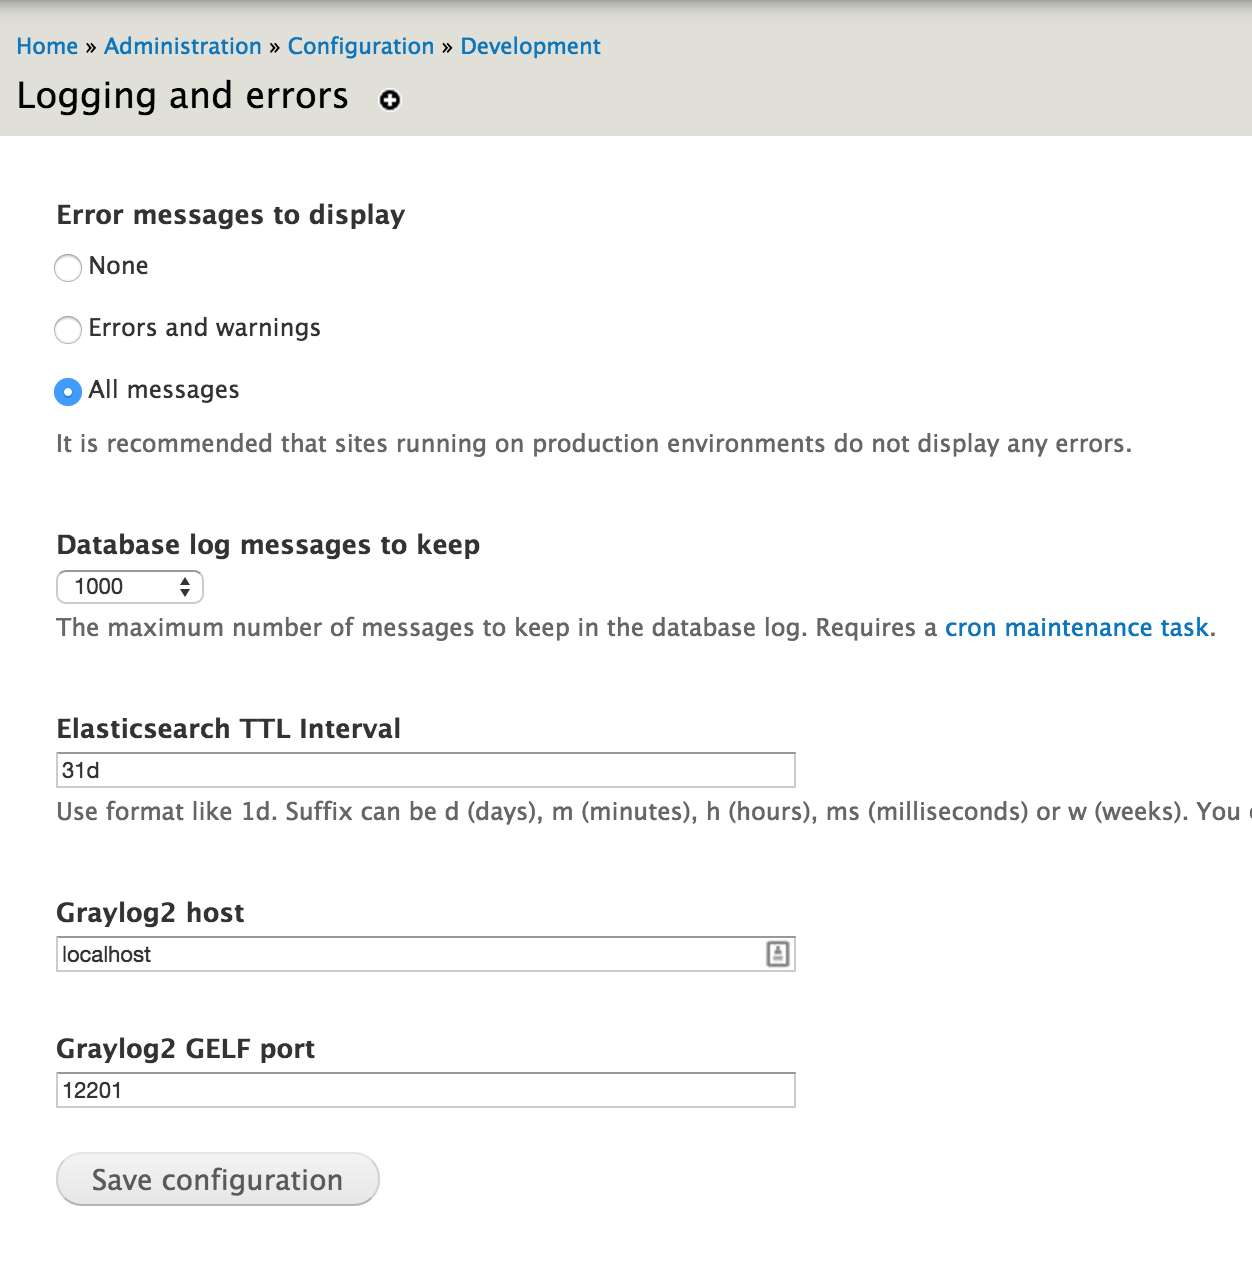 Home » Administration » Configuration » Development
Logging and errors
Error messages to display
None
Errors and warnings
All messages
It is recommended that sites running on production environments do not display any errors.
Database log messages to keep
1000
The maximum number of messages to keep in the database log. Requires a cron maintenance task.
Elasticsearch TTL Interval
31d
Use format like 1d. Suffix can be d (days), m (minutes), h (hours), ms (milliseconds) or w (weeks). You
Graylog2 host
localhost
Graylog2 GELF port
12201
Save configuration